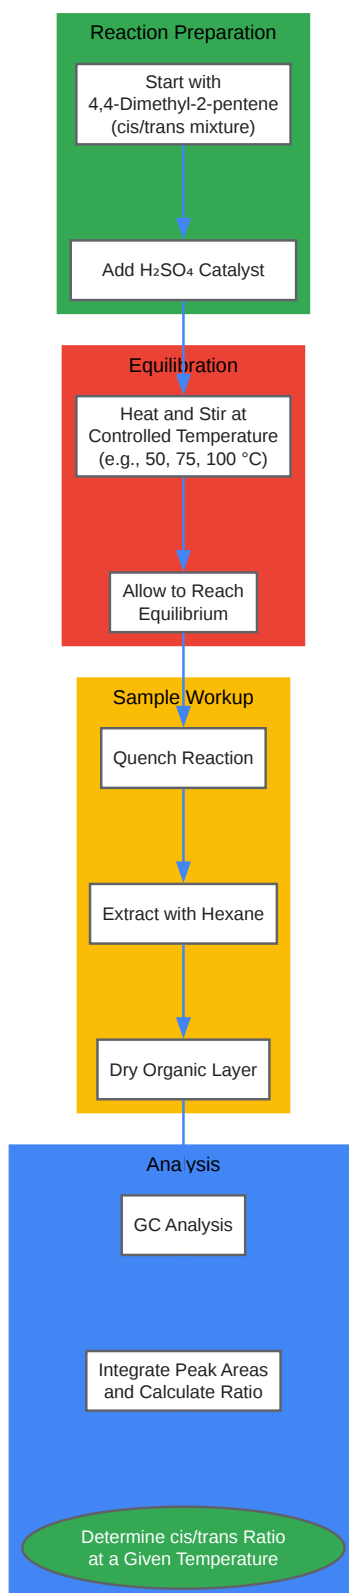 Reaction Preparation
Start with
4,4-Dimethyl-2-pentene
(cis/trans mixture)
Add H₂SO₄ Catalyst
Equilibration
Heat and Stir at
Controlled Temperature
(e.g., 50, 75, 100 °C)
Allow to Reach
Equilibrium
Sample Workup
Quench Reaction
Extract with Hexane
Dry Organic Layer
Analysis
GC Analysis
Integrate Peak Areas
and Calculate Ratio
Determine cis/trans Ratio
at a Given Temperature